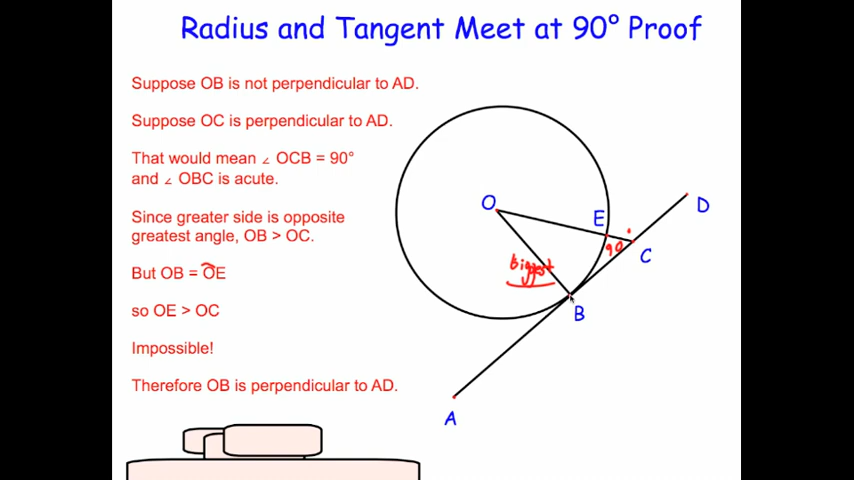 Radius and Tangent Meet at 90° Proof
Suppose OB is not perpendicular to AD.
Suppose OC is perpendicular to AD.
That would mean ∠ OCB = 90°
and ∠ OBC is acute.
Since greater side is opposite
greatest angle, OB > OC.
But OB = OE
so OE > OC
Impossible!
Therefore OB is perpendicular to AD.
O
E
D
90°
C
biggest
B
A